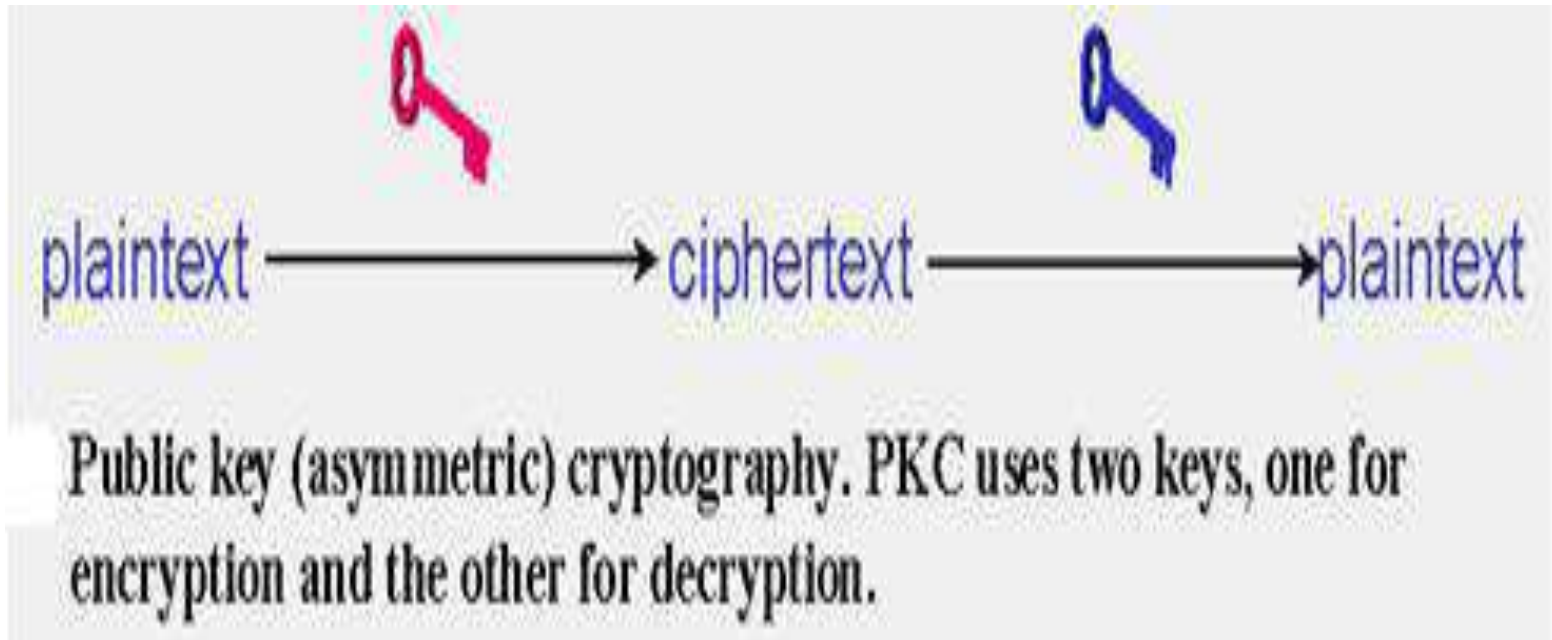 plaintext ciphertext plaintext
Public key (asymmetric) cryptography. PKC uses two keys, one for
encryption and the other for decryption.